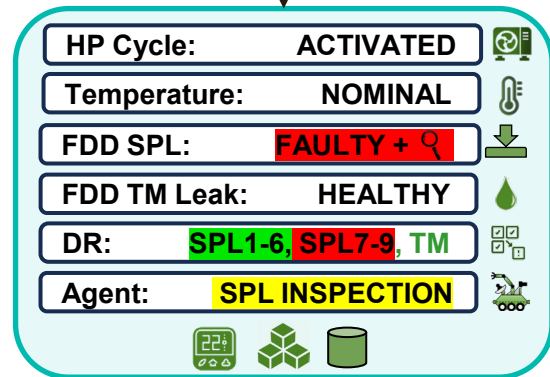 HP Cycle: ACTIVATED
Temperature: NOMINAL
FDD SPL: FAULTY +
FDD TM Leak: HEALTHY
DR: SPL1-6, SPL7-9, TM
Agent: SPL INSPECTION
22